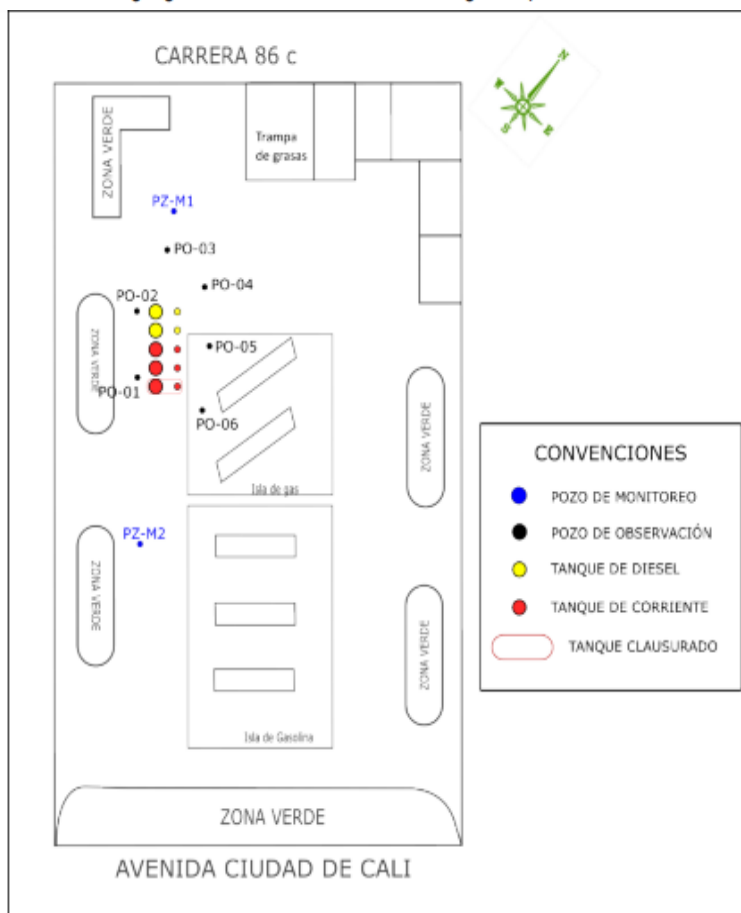 CARRERA 86 c
N
W
S
E
ZONA VERDE
Trampa
de grasas
PZ-M1
PO-03
PO-04
PO-02
ZONA VERDE
PO-05
PO-01
PO-06
Isla de gas
ZONA VERDE
PZ-M2
ZONA VERDE
ZONA VERDE
Isla de Gasolina
ZONA VERDE
AVENIDA CIUDAD DE CALI
CONVENCIONES
POZO DE MONITOREO
POZO DE OBSERVACIÓN
TANQUE DE DIESEL
TANQUE DE CORRIENTE
TANQUE CLAUSURADO